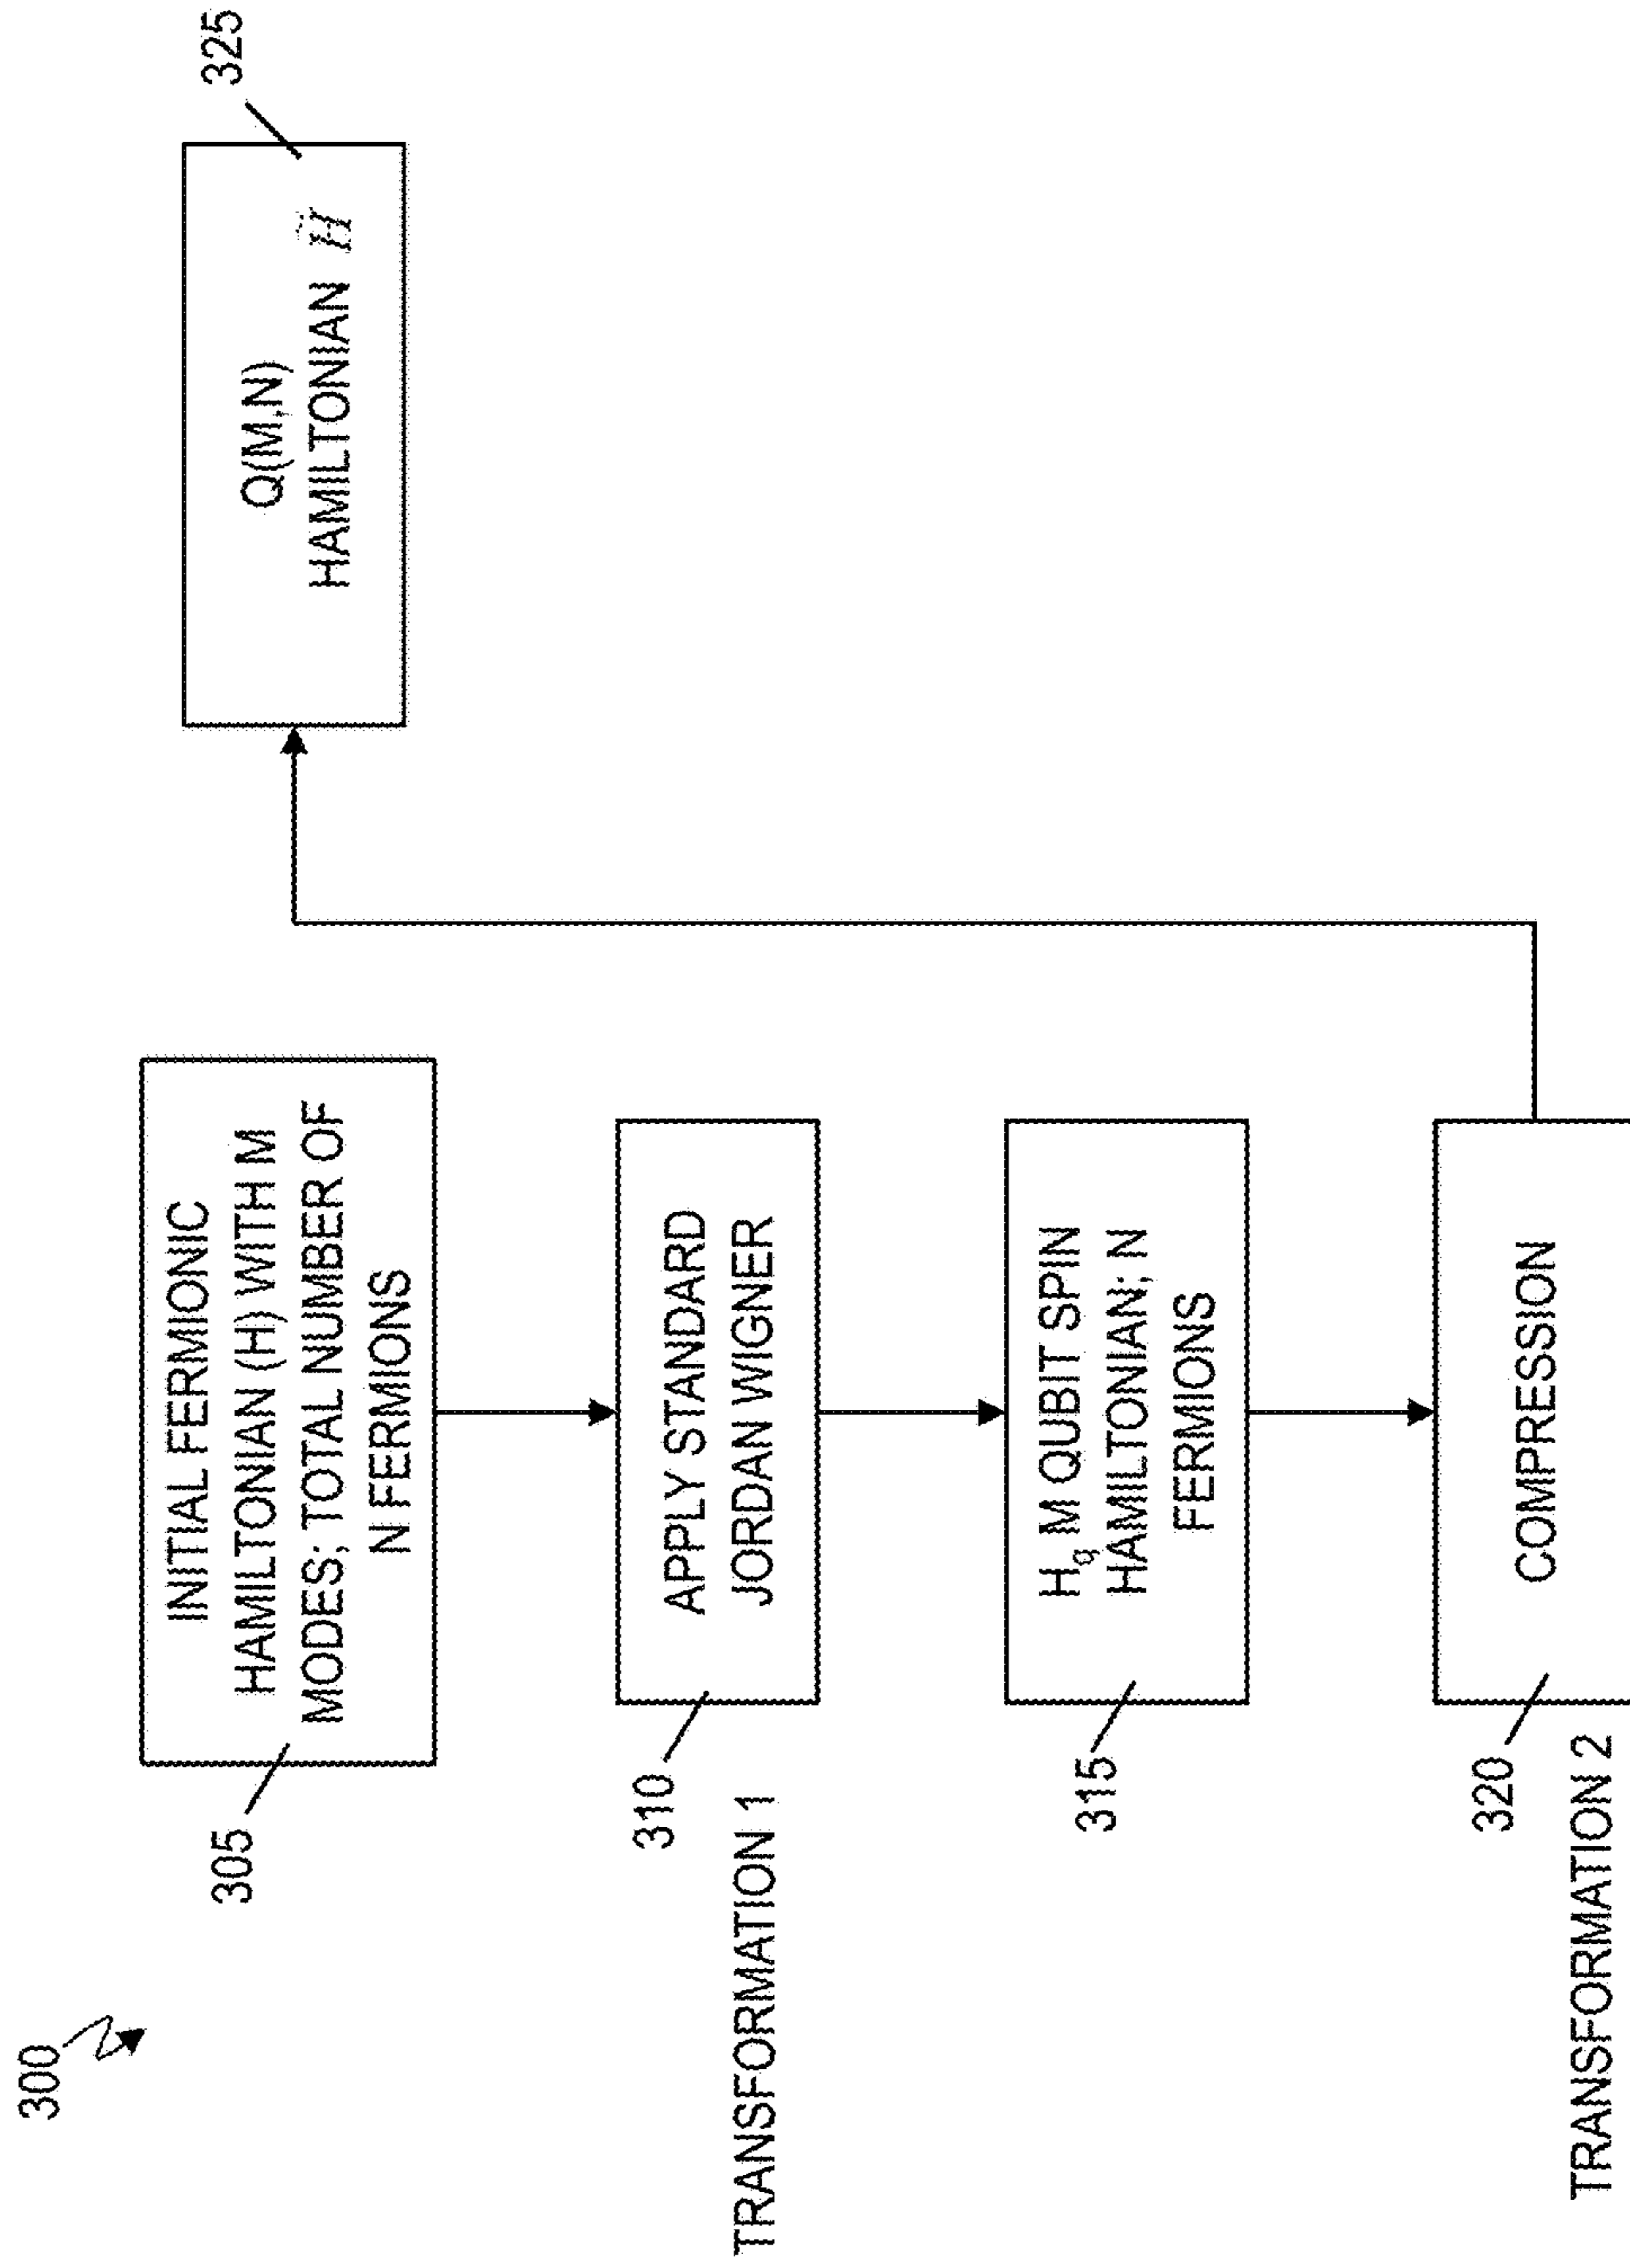 300
305
INITIAL FERMIONIC
HAMILTONIAN (H) WITH M
MODES; TOTAL NUMBER OF
N FERMIONS
310
TRANSFORMATION 1
APPLY STANDARD
JORDAN WIGNER
315
Hq M QUBIT SPIN
HAMILTONIAN; N
FERMIONS
320
TRANSFORMATION 2
COMPRESSION
325
Q(M,N)
HAMILTONIAN H̃